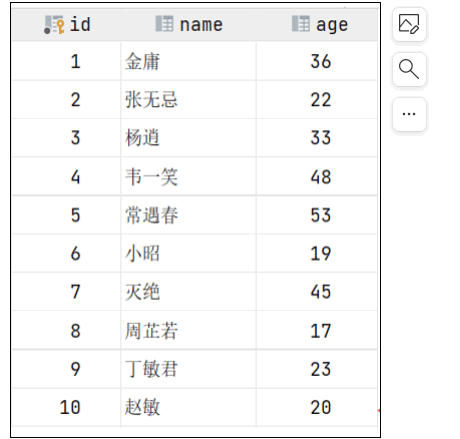 id name age
1 金庸 36
2 张无忌 22
3 杨逍 33
4 韦一笑 48
5 常遇春 53
6 小昭 19
7 灭绝 45
8 周芷若 17
9 丁敏君 23
10 赵敏 20